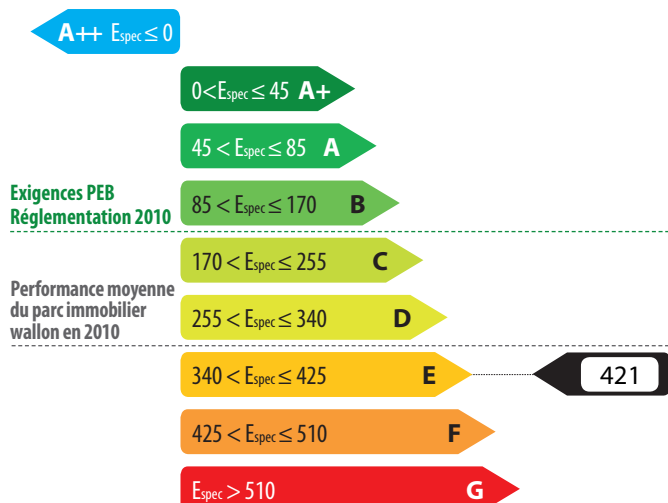 A++ Espec ≤ 0
0<Espec ≤ 45 A+
45 < Espec ≤ 85 A
Exigences PEB
Réglementation 2010
85 < Espec ≤ 170 B
170 < Espec ≤ 255 C
Performance moyenne
du parc immobilier
wallon en 2010
255 < Espec ≤ 340 D
340 < Espec ≤ 425 E
421
425 < Espec ≤ 510 F
Espec > 510 G